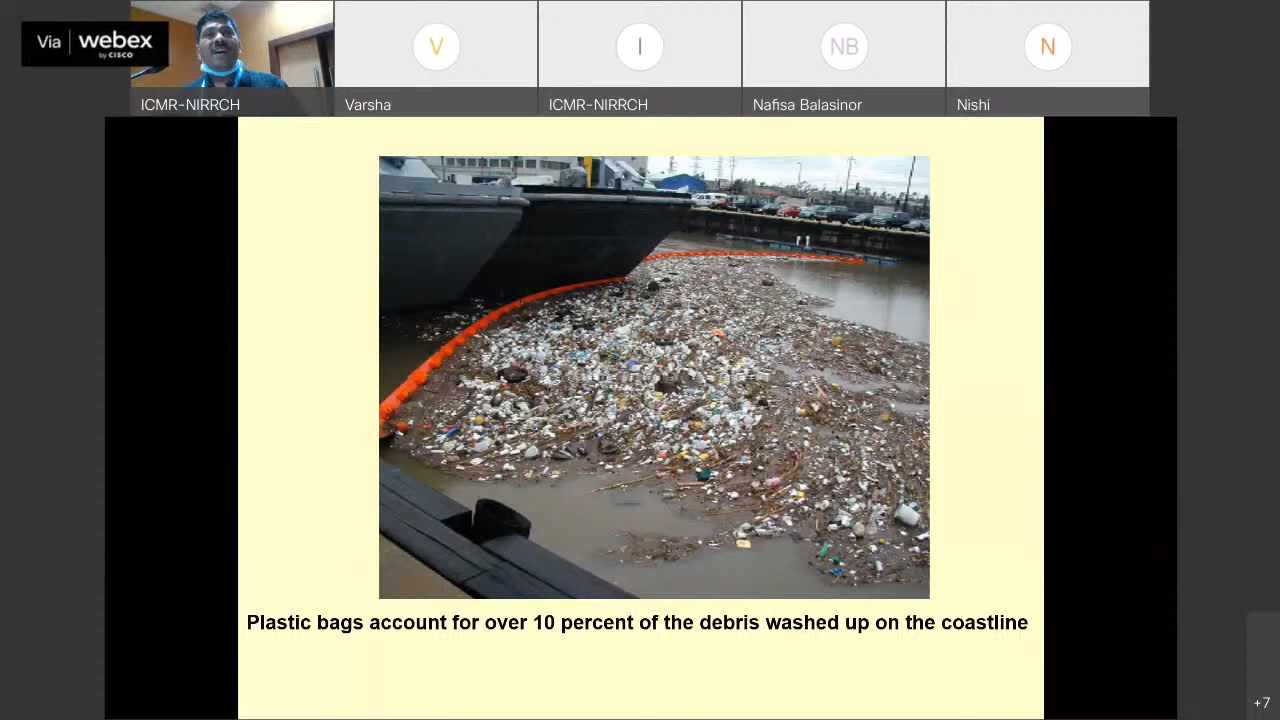 Via webex
by CISCO
V
I
NB
N
ICMR-NIRRCH
Varsha
ICMR-NIRRCH
Nafisa Balasinor
Nishi
Plastic bags account for over 10 percent of the debris washed up on the coastline
+7